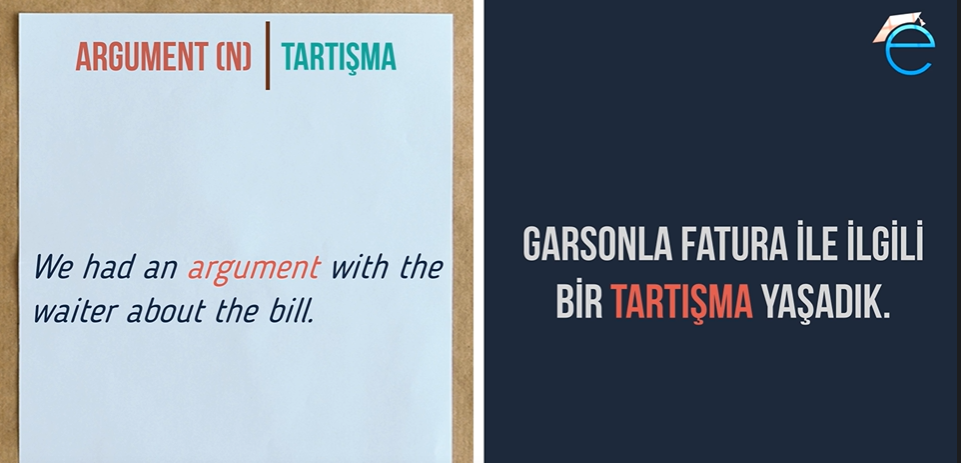 ARGUMENT (N) | TARTIŞMA
We had an argument with the
waiter about the bill.
e
GARSONLA FATURA İLE İLGİLİ
BİR TARTIŞMA YAŞADIK.